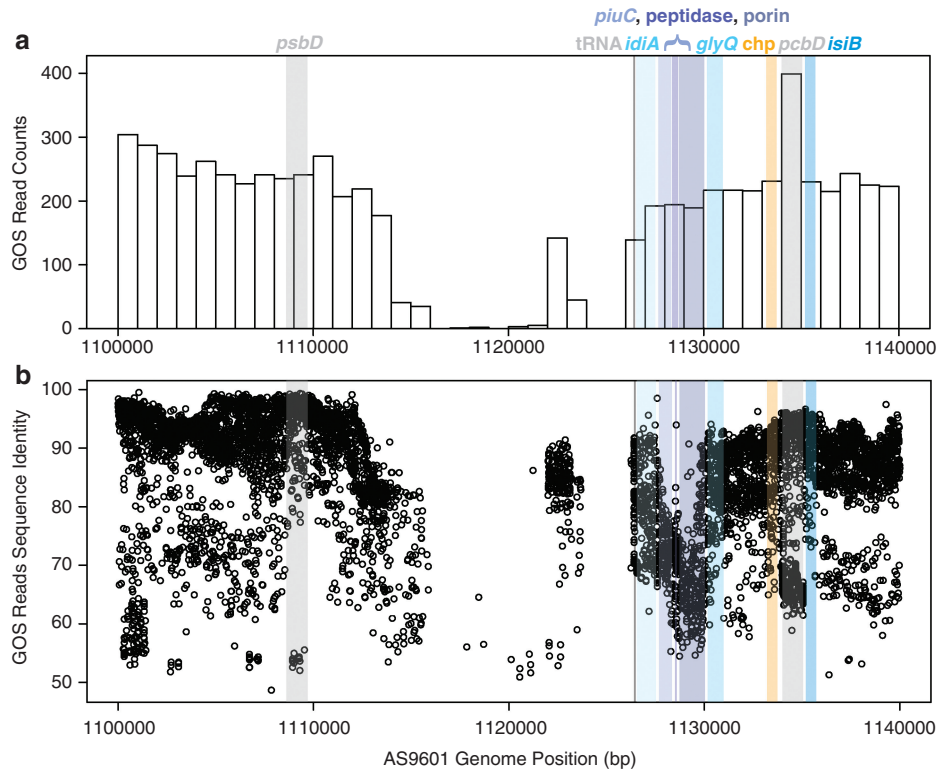 piuC, peptidase, porin
a
psbD
tRNA idiA { glyQ chp pcbD isiB
GOS Read Counts
400
300
200
100
0
1100000 1110000 1120000 1130000 1140000
b
GOS Reads Sequence Identity
100
90
80
70
60
50
1100000 1110000 1120000 1130000 1140000
AS9601 Genome Position (bp)